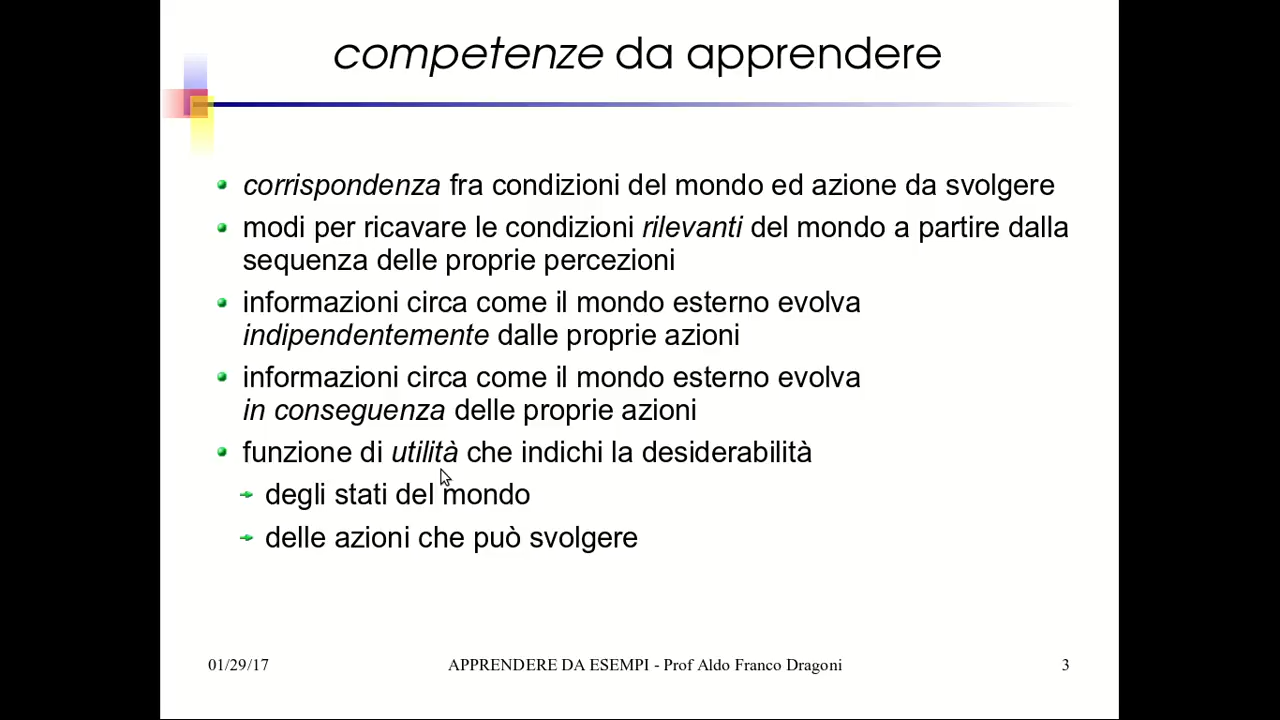 competenze da apprendere
corrispondenza fra condizioni del mondo ed azione da svolgere
modi per ricavare le condizioni rilevanti del mondo a partire dalla
sequenza delle proprie percezioni
informazioni circa come il mondo esterno evolva
indipendentemente dalle proprie azioni
informazioni circa come il mondo esterno evolva
in conseguenza delle proprie azioni
funzione di utilità che indichi la desiderabilità
degli stati del mondo
delle azioni che può svolgere
01/29/17 APPRENDERE DA ESEMPI - Prof Aldo Franco Dragoni 3